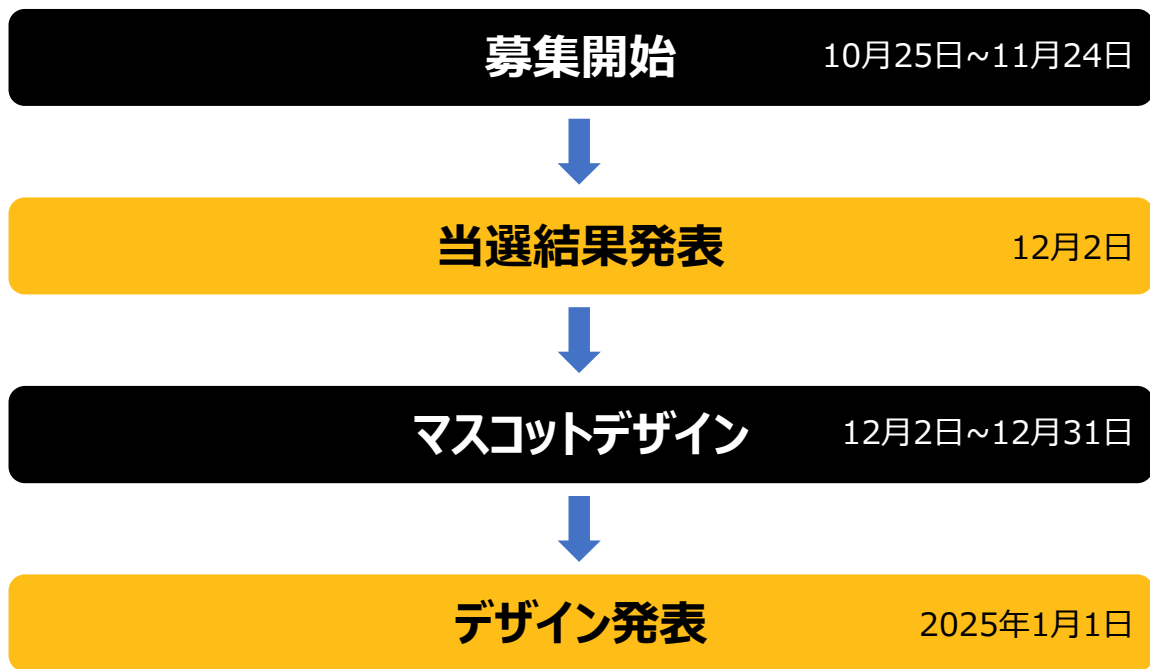 募集開始 10月25日~11月24日
当選結果発表 12月2日
マスコットデザイン 12月2日~12月31日
デザイン発表 2025年1月1日